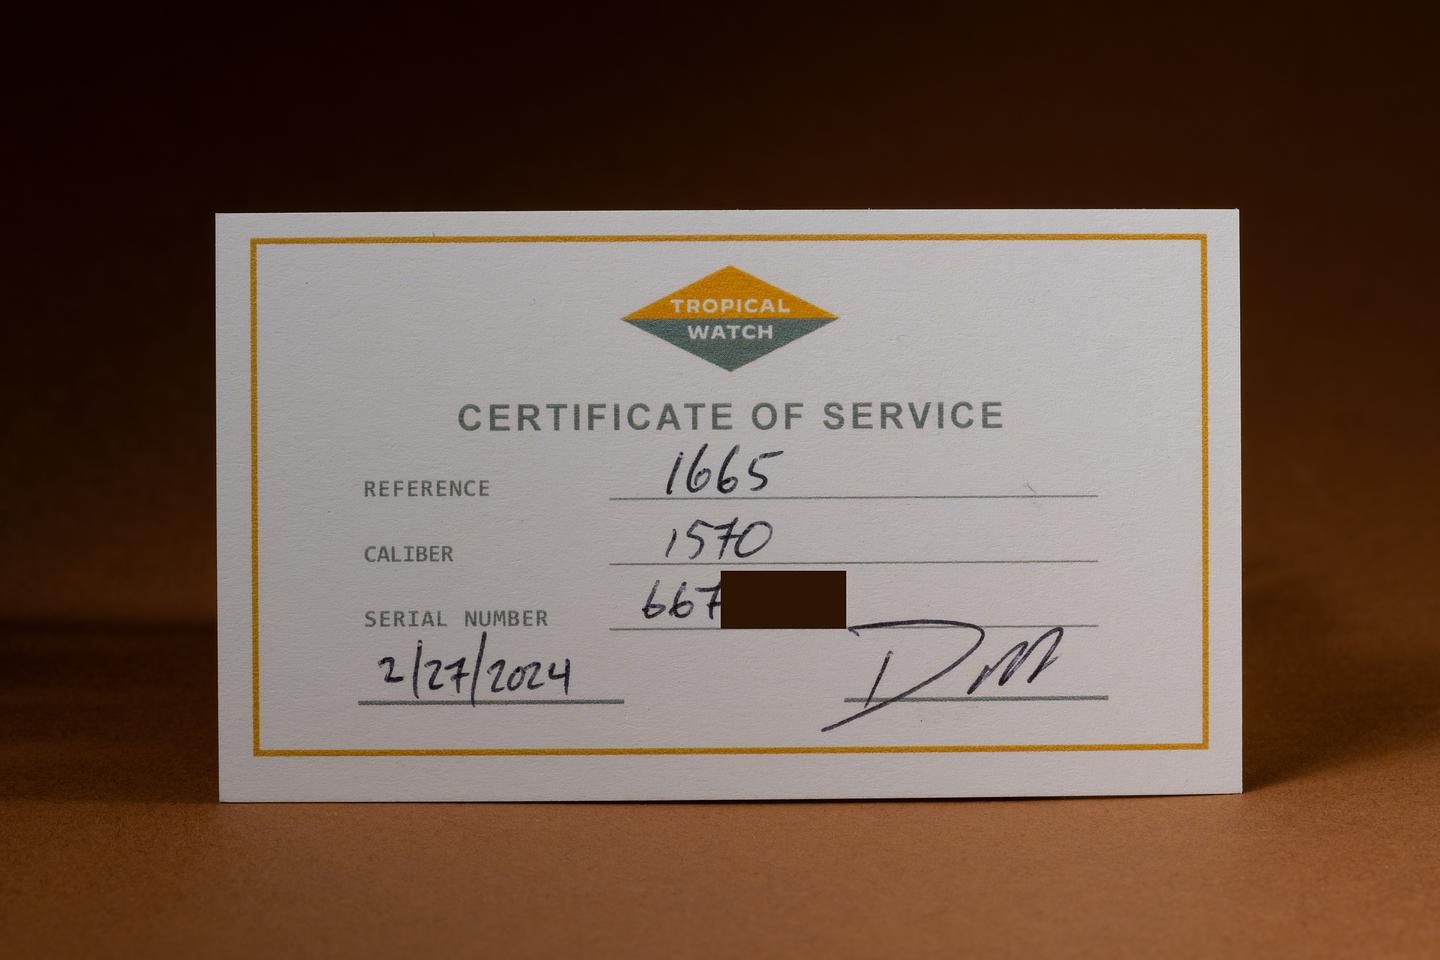 TROPICAL
WATCH
CERTIFICATE OF SERVICE
REFERENCE 1665
CALIBER 1570
SERIAL NUMBER 667
2/27/2024